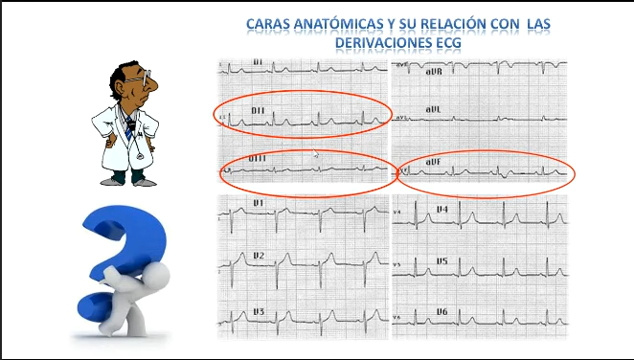 CARAS ANATÓMICAS Y SU RELACIÓN CON LAS
DERIVACIONES ECG
DI
aVR
DII
aVL
DIII
aVF
V1
V4
V2
V5
V3
V6